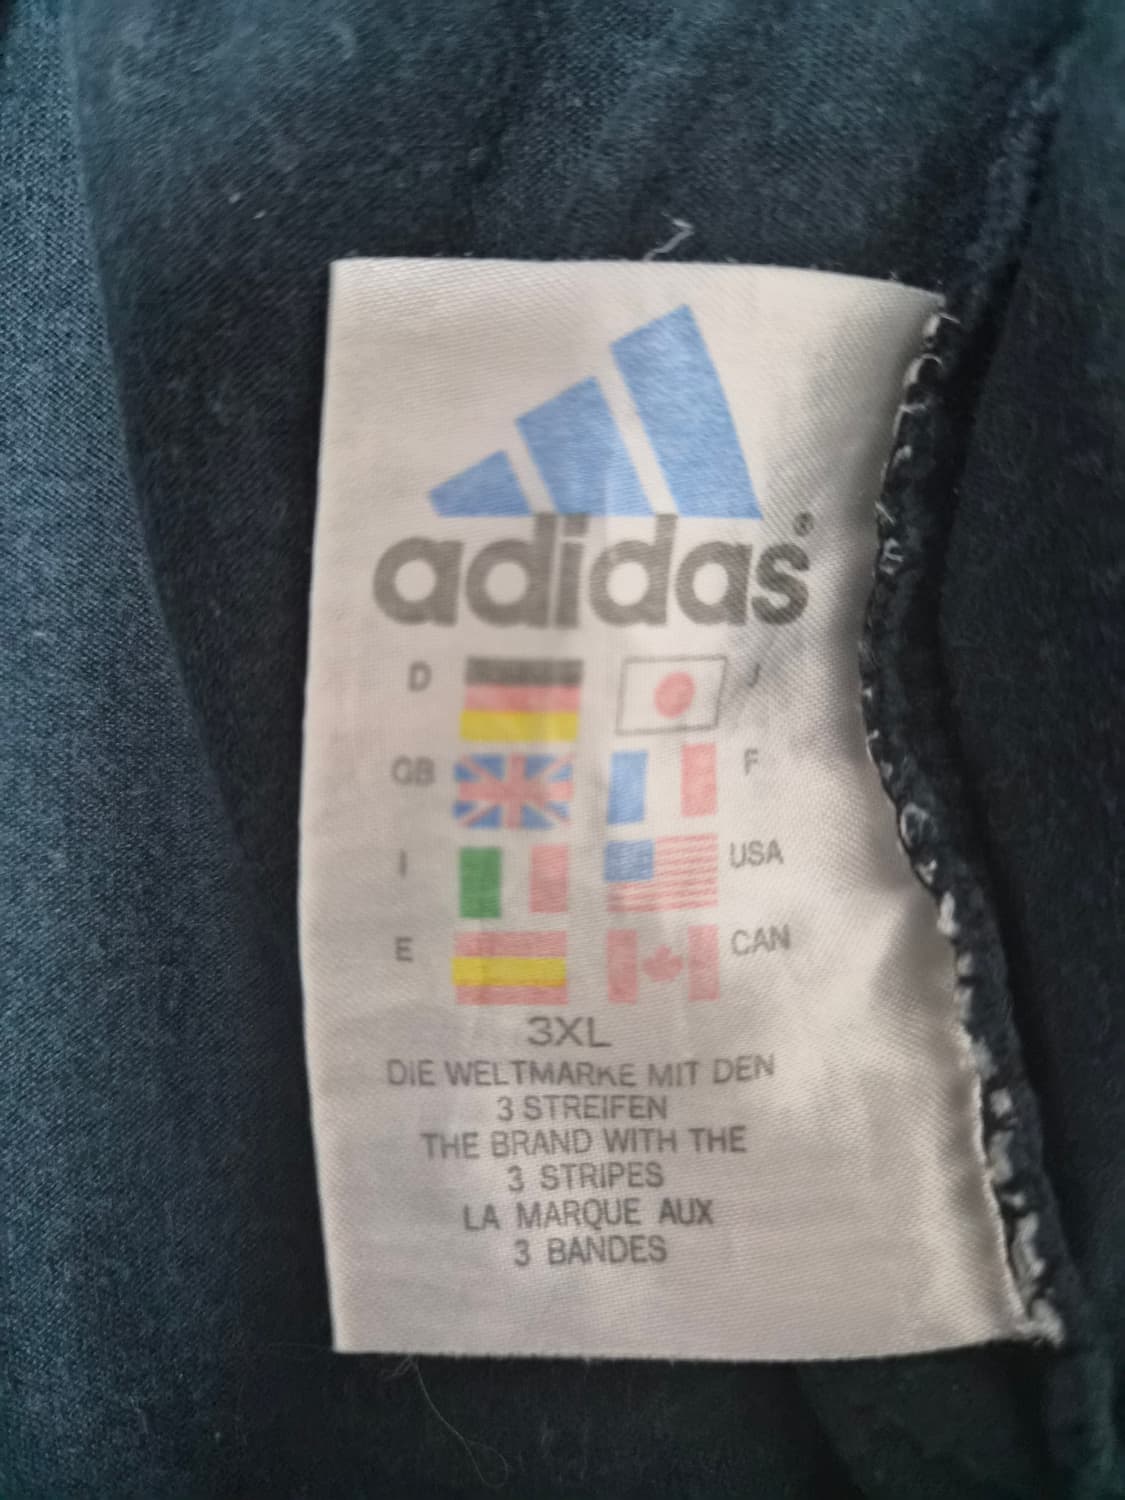 adidas®
D J
GB F
I USA
E CAN
3XL
DIE WELTMARKE MIT DEN
3 STREIFEN
THE BRAND WITH THE
3 STRIPES
LA MARQUE AUX
3 BANDES